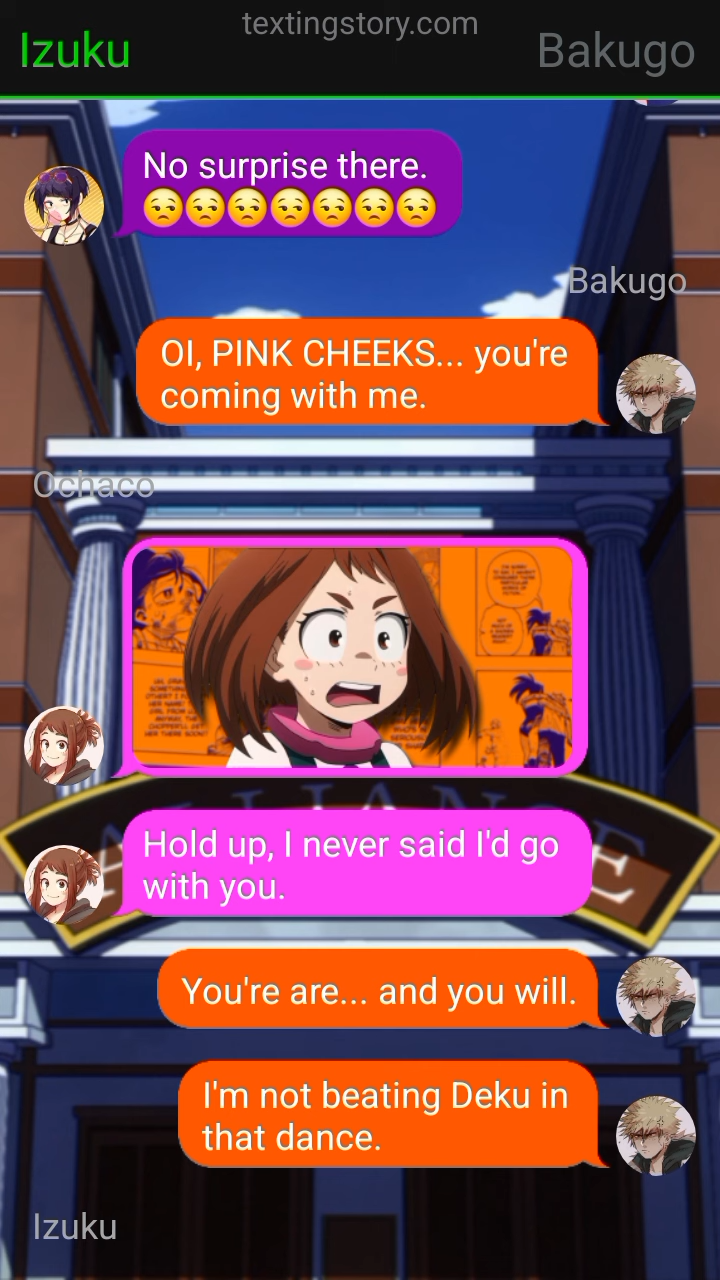 textingstory.com
Izuku
Bakugo
No surprise there.
😒😒😒😒😒😒😒
Bakugo
OI, PINK CHEEKS... you're
coming with me.
Ochaco
ALLIANCE
Hold up, I never said I'd go
with you.
You're are... and you will.
I'm not beating Deku in
that dance.
Izuku